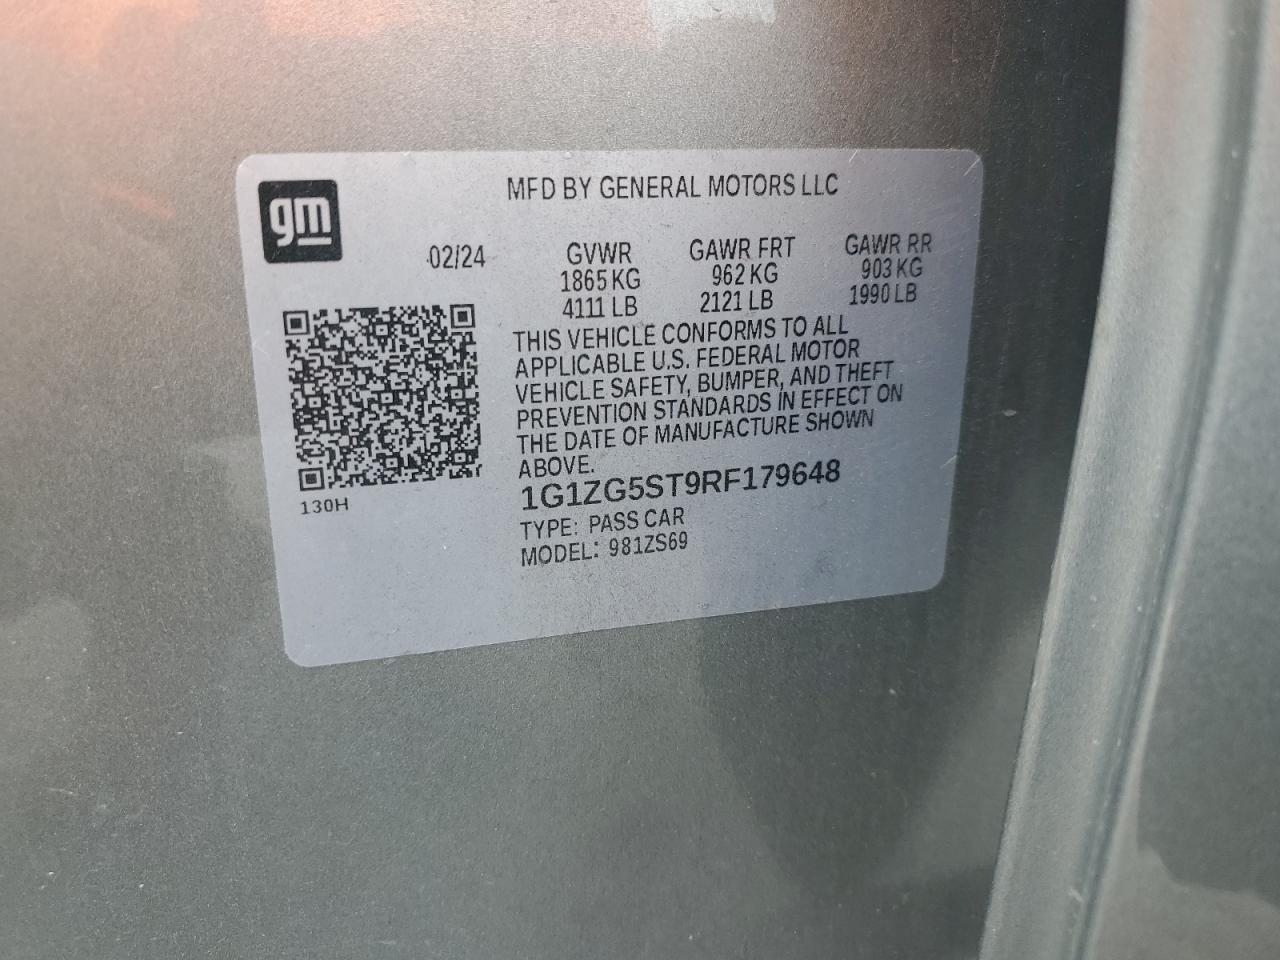 gm
MFD BY GENERAL MOTORS LLC
02/24
GVWR GAWR FRT GAWR RR
1865 KG 962 KG 903 KG
4111 LB 2121 LB 1990 LB
THIS VEHICLE CONFORMS TO ALL
APPLICABLE U.S. FEDERAL MOTOR
VEHICLE SAFETY, BUMPER, AND THEFT
PREVENTION STANDARDS IN EFFECT ON
THE DATE OF MANUFACTURE SHOWN
ABOVE.
1G1ZG5ST9RF179648
TYPE: PASS CAR
MODEL: 981ZS69
130H